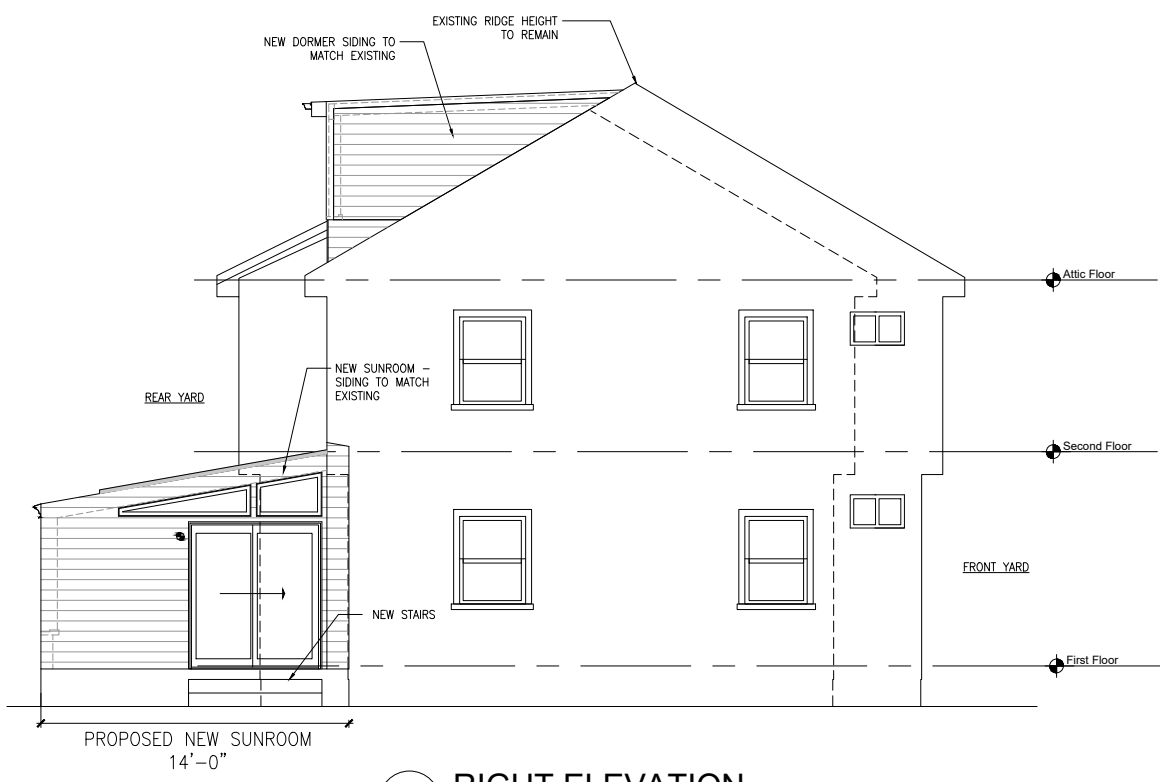 EXISTING RIDGE HEIGHT
TO REMAIN
NEW DORMER SIDING TO
MATCH EXISTING
Attic Floor
NEW SUNROOM –
SIDING TO MATCH
EXISTING
REAR YARD
Second Floor
FRONT YARD
NEW STAIRS
First Floor
PROPOSED NEW SUNROOM
14'–0"
RIGHT ELEVATION